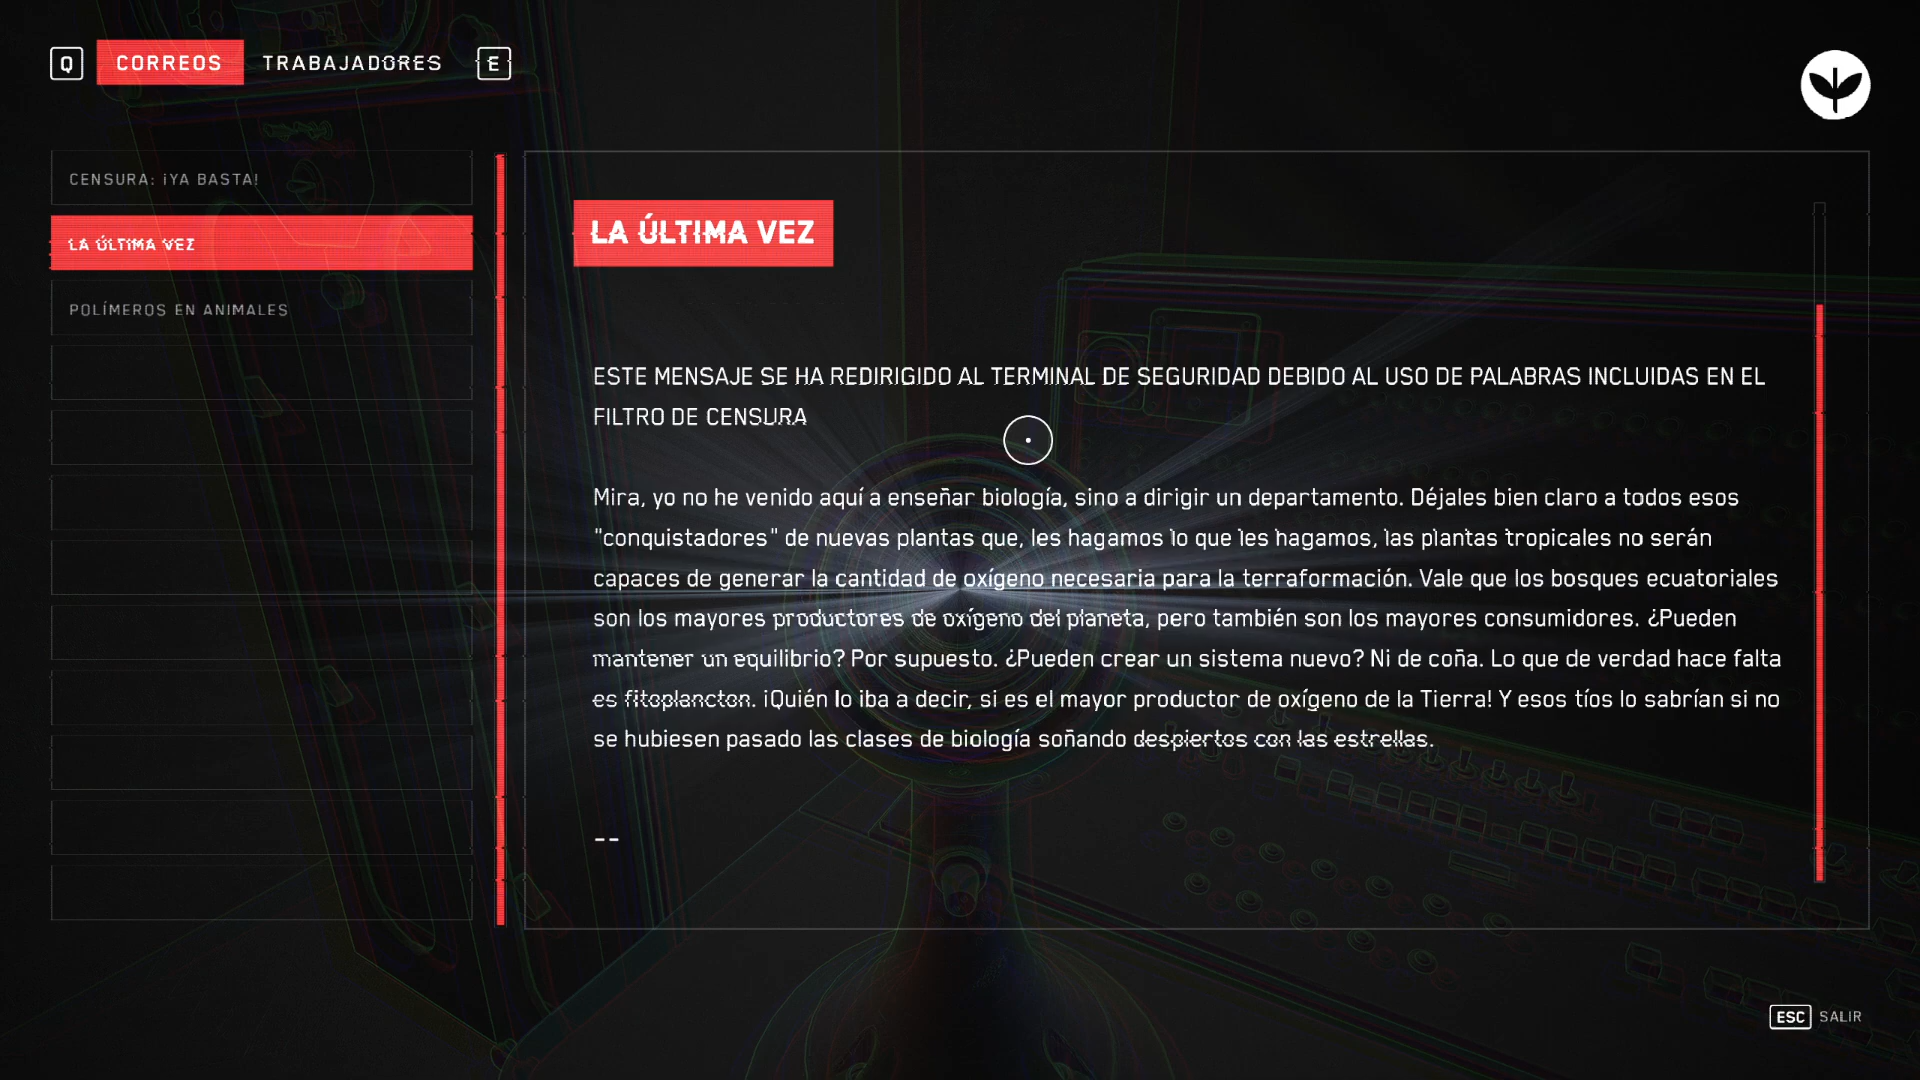 Q CORREOS TRABAJADORES E
CENSURA: ¡YA BASTA!
LA ÚLTIMA VEZ
POLÍMEROS EN ANIMALES
LA ÚLTIMA VEZ
ESTE MENSAJE SE HA REDIRIGIDO AL TERMINAL DE SEGURIDAD DEBIDO AL USO DE PALABRAS INCLUIDAS EN EL
FILTRO DE CENSURA
Mira, yo no he venido aquí a enseñar biología, sino a dirigir un departamento. Déjales bien claro a todos esos
"conquistadores" de nuevas plantas que, les hagamos lo que les hagamos, las plantas tropicales no serán
capaces de generar la cantidad de oxígeno necesaria para la terraformación. Vale que los bosques ecuatoriales
son los mayores productores de oxígeno del planeta, pero también son los mayores consumidores. ¿Pueden
mantener un equilibrio? Por supuesto. ¿Pueden crear un sistema nuevo? Ni de coña. Lo que de verdad hace falta
es fitoplancton. ¡Quién lo iba a decir, si es el mayor productor de oxígeno de la Tierra! Y esos tíos lo sabrían si no
se hubiesen pasado las clases de biología soñando despiertos con las estrellas.
--
ESC SALIR